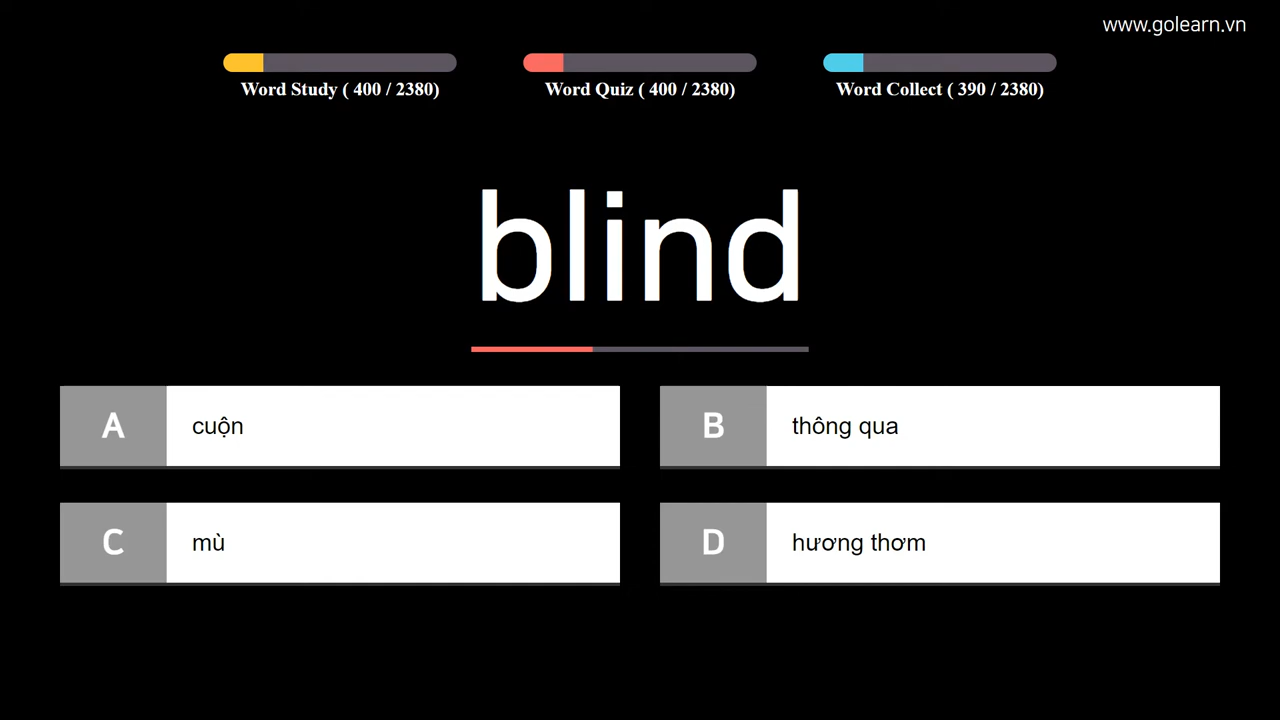 www.golearn.vn
Word Study ( 400 / 2380)
Word Quiz ( 400 / 2380)
Word Collect ( 390 / 2380)
blind
A cuộn
B thông qua
C mù
D hương thơm